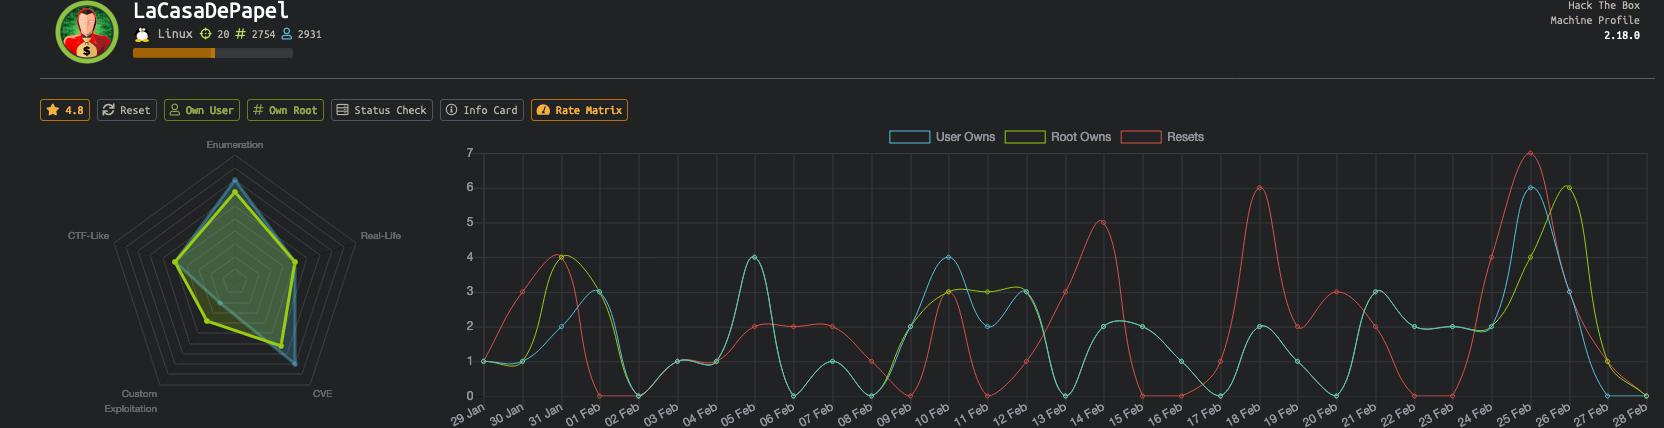 LaCasaDePapel
Linux 20 2754 2931
Hack The Box
Machine Profile
2.18.0
4.8 Reset Own User Own Root Status Check Info Card Rate Matrix
Enumeration
Real-Life
CVE
Custom
Exploitation
CTF-Like
User Owns Root Owns Resets
7
6
5
4
3
2
1
0
29 Jan 30 Jan 31 Jan 01 Feb 02 Feb 03 Feb 04 Feb 05 Feb 06 Feb 07 Feb 08 Feb 09 Feb 10 Feb 11 Feb 12 Feb 13 Feb 14 Feb 15 Feb 16 Feb 17 Feb 18 Feb 19 Feb 20 Feb 21 Feb 22 Feb 23 Feb 24 Feb 25 Feb 26 Feb 27 Feb 28 Feb